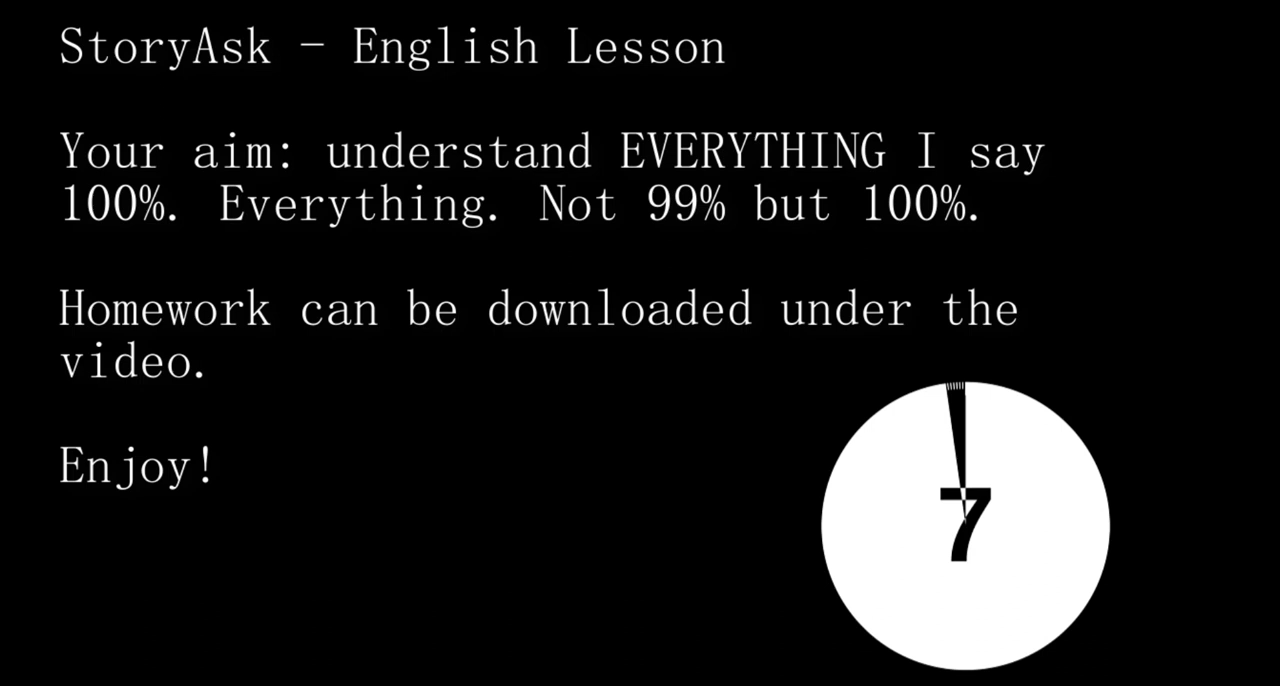 StoryAsk - English Lesson
Your aim: understand EVERYTHING I say
100%. Everything. Not 99% but 100%.
Homework can be downloaded under the
video.
Enjoy!
7